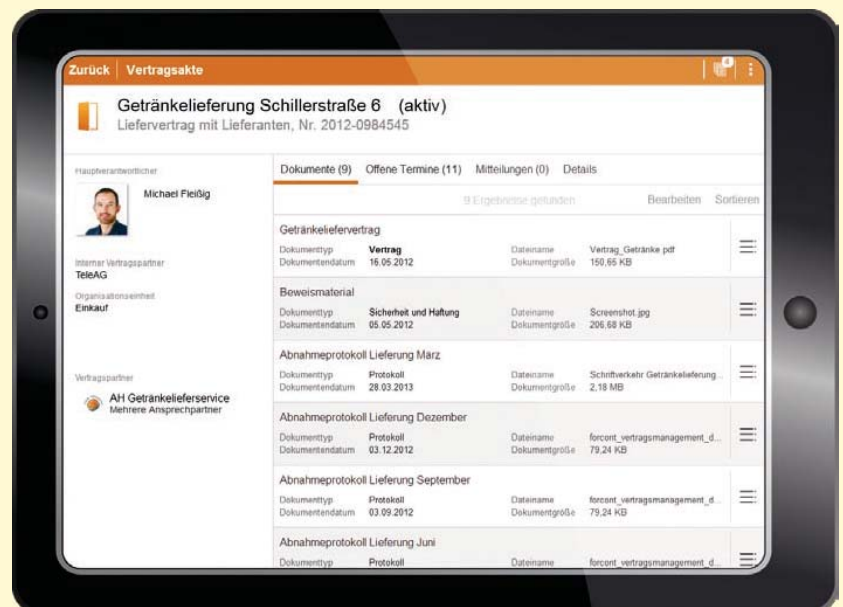 Zurück | Vertragsakte
4
Getränkelieferung Schillerstraße 6 (aktiv)
Liefervertrag mit Lieferanten, Nr. 2012-0984545
Hauptverantwortlicher
Michael Fleißig
Interner Vertragspartner
TeleAG
Organisationseinheit
Einkauf
Vertragspartner
AH Getränkelieferservice
Mehrere Ansprechpartner
Dokumente (9) Offene Termine (11) Mitteilungen (0) Details
9 Ergebnisse gefunden Bearbeiten Sortieren
Getränkeliefervertrag
Dokumenttyp Vertrag Dateiname Vertrag_Getränke pdf
Dokumentendatum 16.05.2012 Dokumentgröße 150,65 KB
Beweismaterial
Dokumenttyp Sicherheit und Haftung Dateiname Screenshot.jpg
Dokumentendatum 05.05.2012 Dokumentgröße 206,68 KB
Abnahmeprotokoll Lieferung März
Dokumenttyp Protokoll Dateiname Schriftverkehr Getränkelieferung...
Dokumentendatum 28.03.2013 Dokumentgröße 2,18 MB
Abnahmeprotokoll Lieferung Dezember
Dokumenttyp Protokoll Dateiname forcont_vertragsmanagement_d...
Dokumentendatum 03.12.2012 Dokumentgröße 79,24 KB
Abnahmeprotokoll Lieferung September
Dokumenttyp Protokoll Dateiname forcont_vertragsmanagement_d...
Dokumentendatum 03.09.2012 Dokumentgröße 79,24 KB
Abnahmeprotokoll Lieferung Juni
Dokumenttyp Protokoll Dateiname forcont_vertragsmanagement_d...